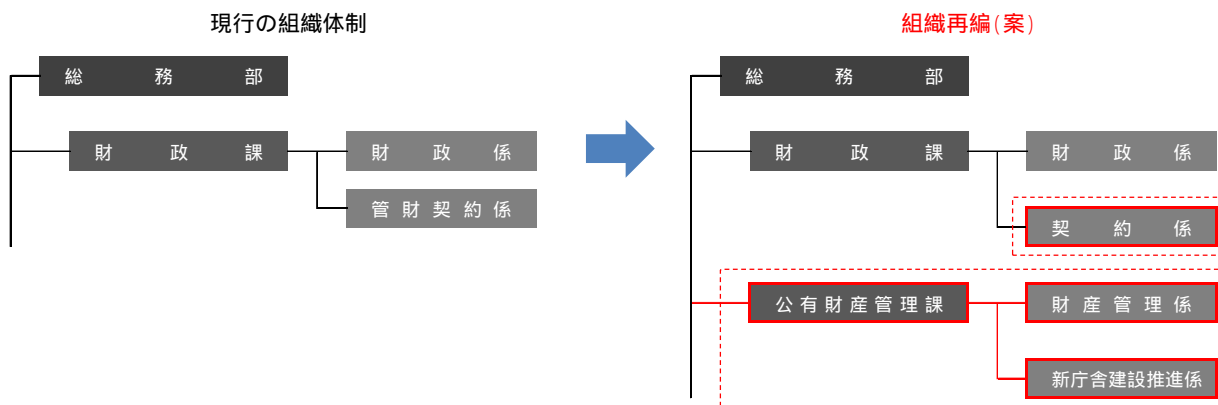 現行の組織体制
総務部
財政課
財政係
管財契約係
組織再編(案)
総務部
財政課
財政係
契約係
公有財産管理課
財産管理係
新庁舎建設推進係